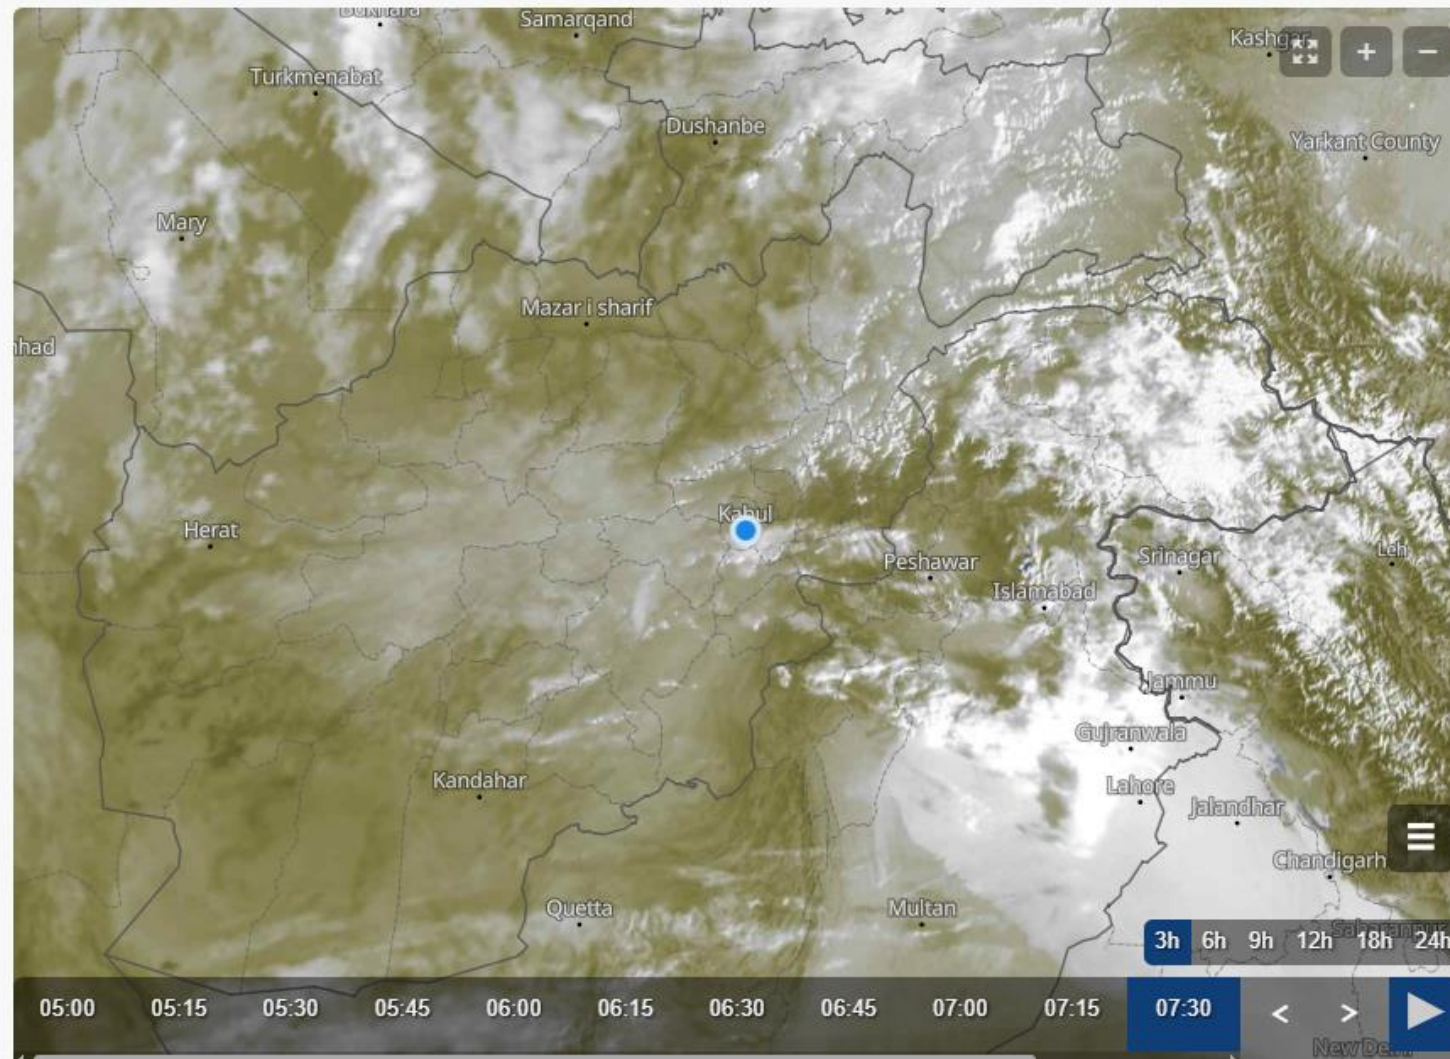 Bukhara
Samarqand
Kashgar
Turkmenabat
Dushanbe
Yarkant County
Mary
Mazar i sharif
hhad
Kabul
Herat
Srinagar
Leh
Peshawar
Islamabad
Jammu
Gujranwala
Kandahar
Lahore
Jalandhar
Chandigarh
Quetta
Multan
3h 6h 9h 12h 18h 24h
05:00 05:15 05:30 05:45 06:00 06:15 06:30 06:45 07:00 07:15 07:30 < >